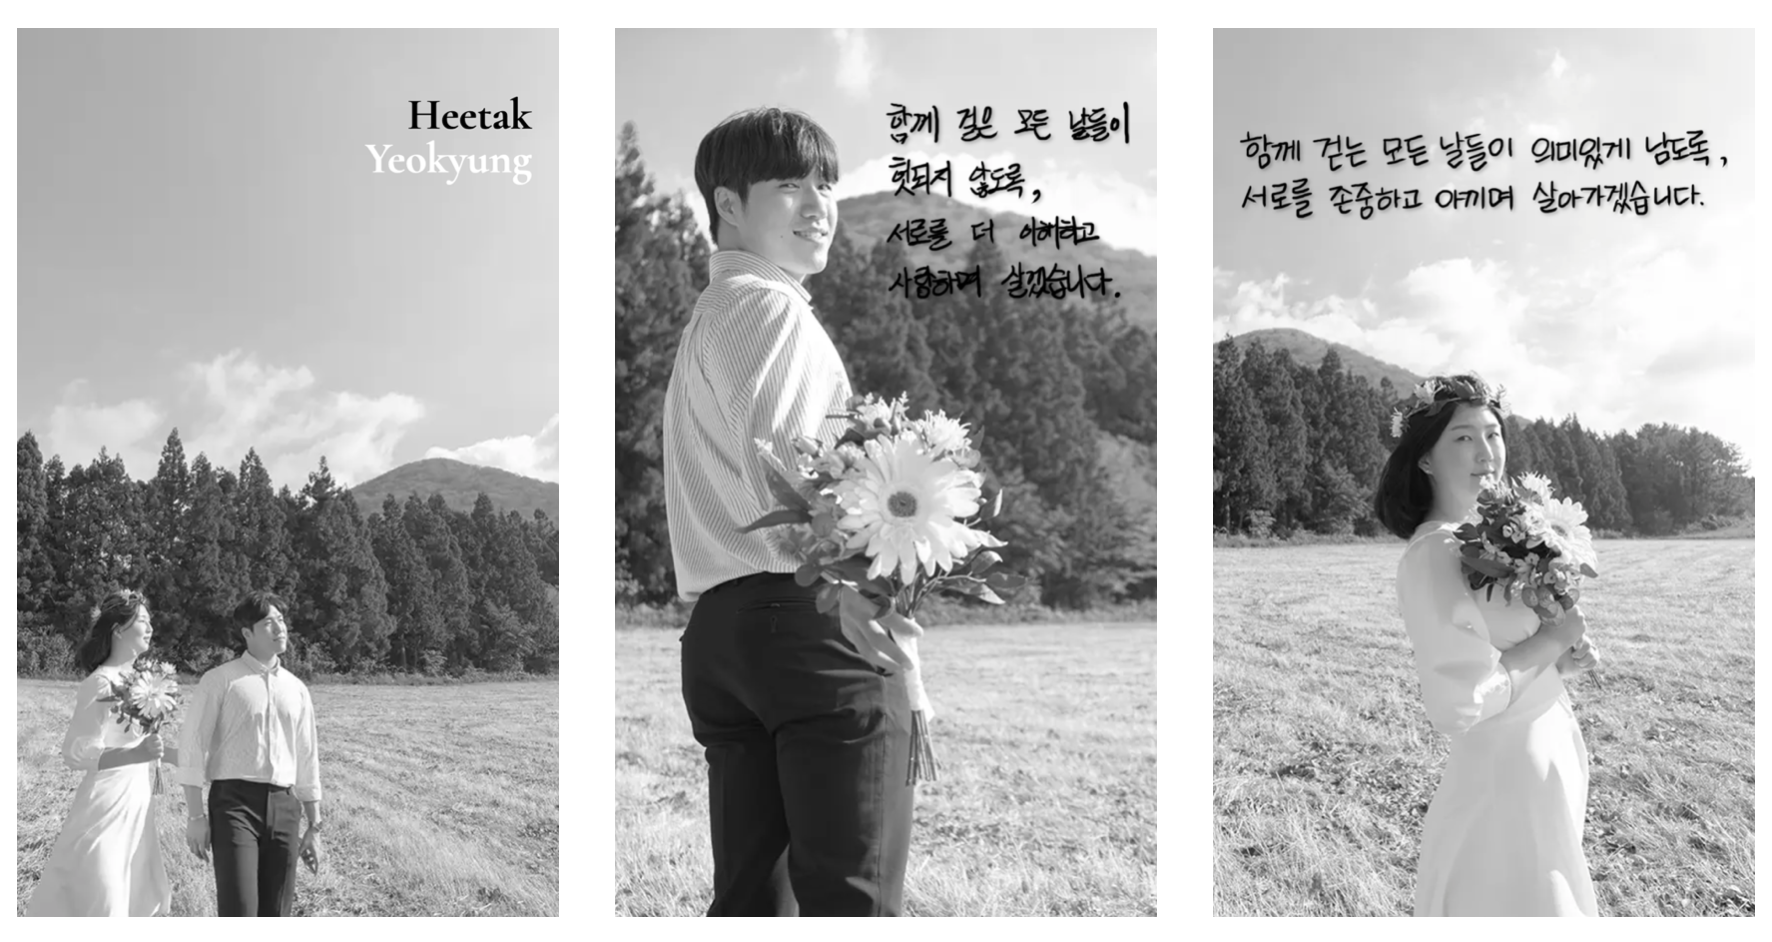 Heetak
Yeokyung
함께 걸은 모든 날들이
헛되지 않도록,
서로를 더 이해하고
사랑하며 살겠습니다.
함께 걷는 모든 날들이 의미있게 남도록,
서로를 존중하고 아끼며 살아가겠습니다.